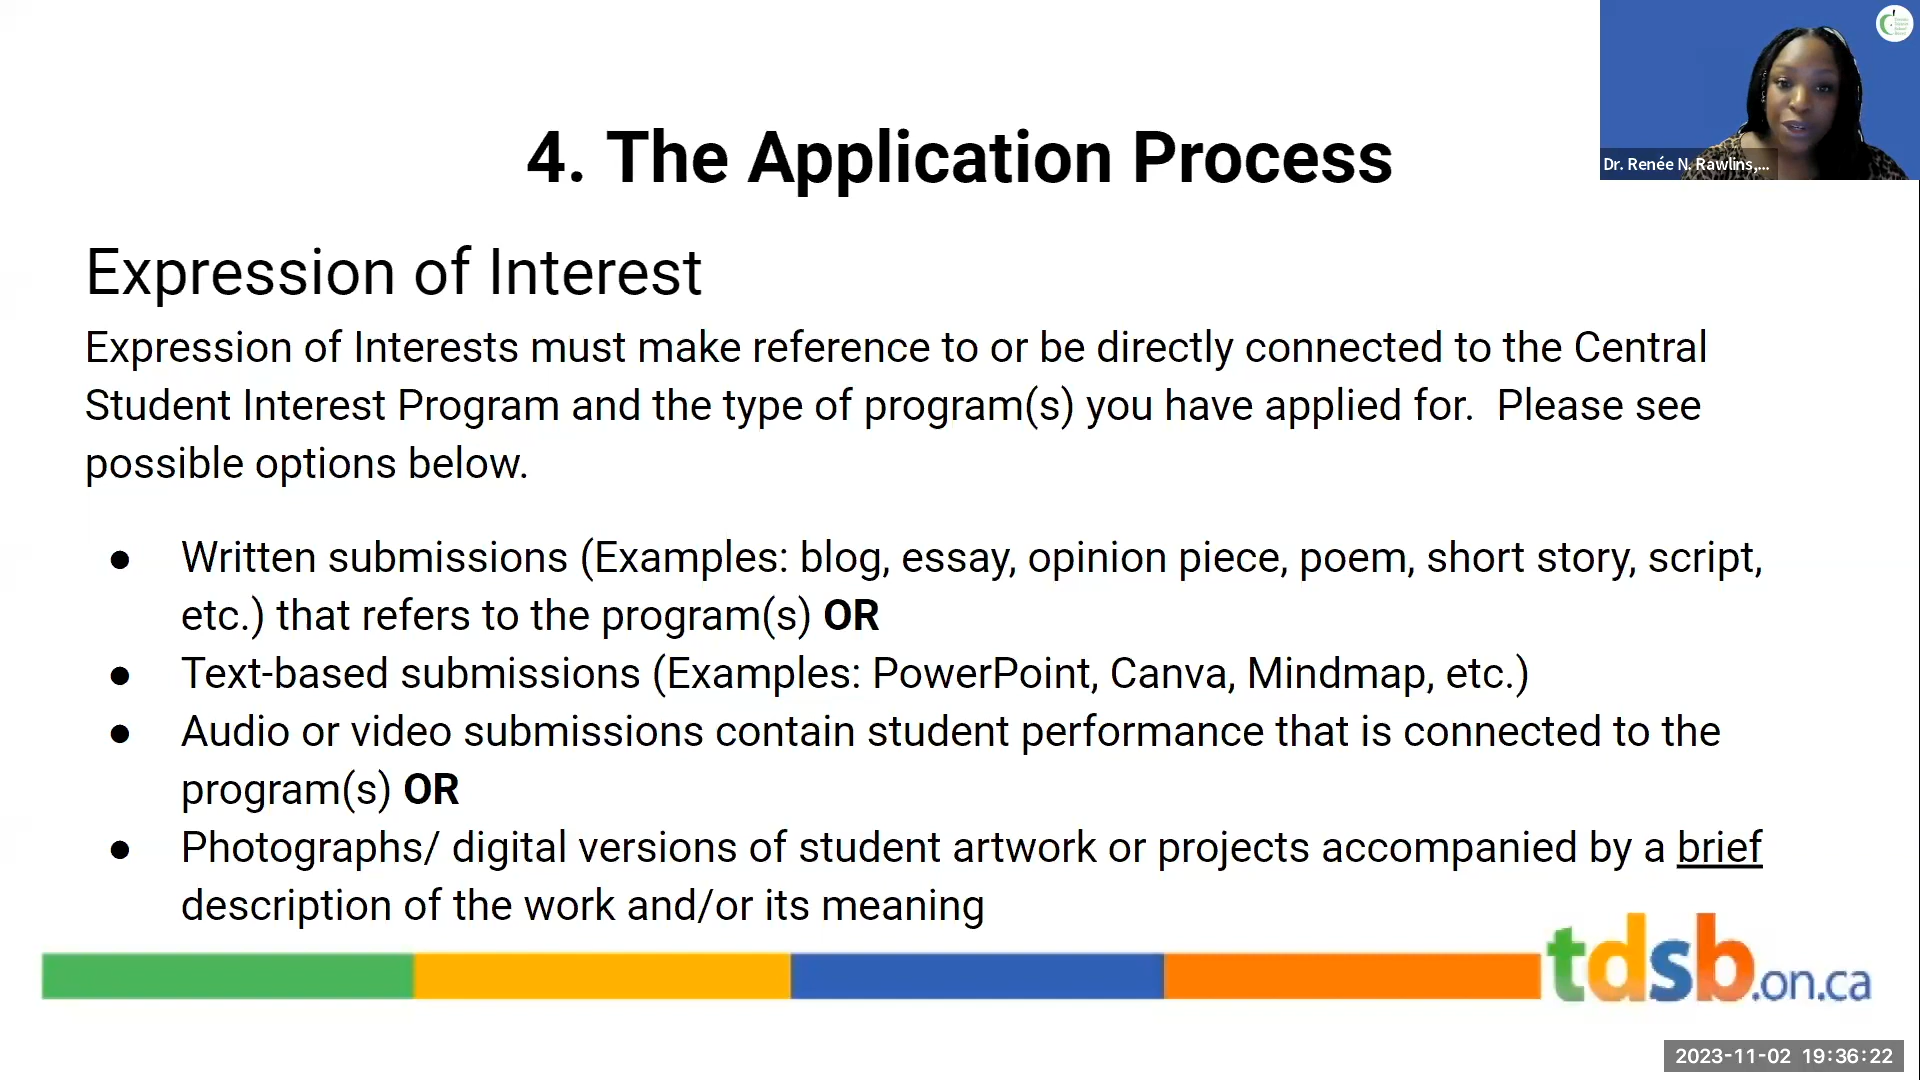 4. The Application Process
Dr. Renée N. Rawlins,...
Expression of Interest
Expression of Interests must make reference to or be directly connected to the Central
Student Interest Program and the type of program(s) you have applied for.  Please see
possible options below.
● Written submissions (Examples: blog, essay, opinion piece, poem, short story, script,
etc.) that refers to the program(s) OR
● Text-based submissions (Examples: PowerPoint, Canva, Mindmap, etc.)
● Audio or video submissions contain student performance that is connected to the
program(s) OR
● Photographs/ digital versions of student artwork or projects accompanied by a brief
description of the work and/or its meaning
tdsb.on.ca
2023-11-02 19:36:22